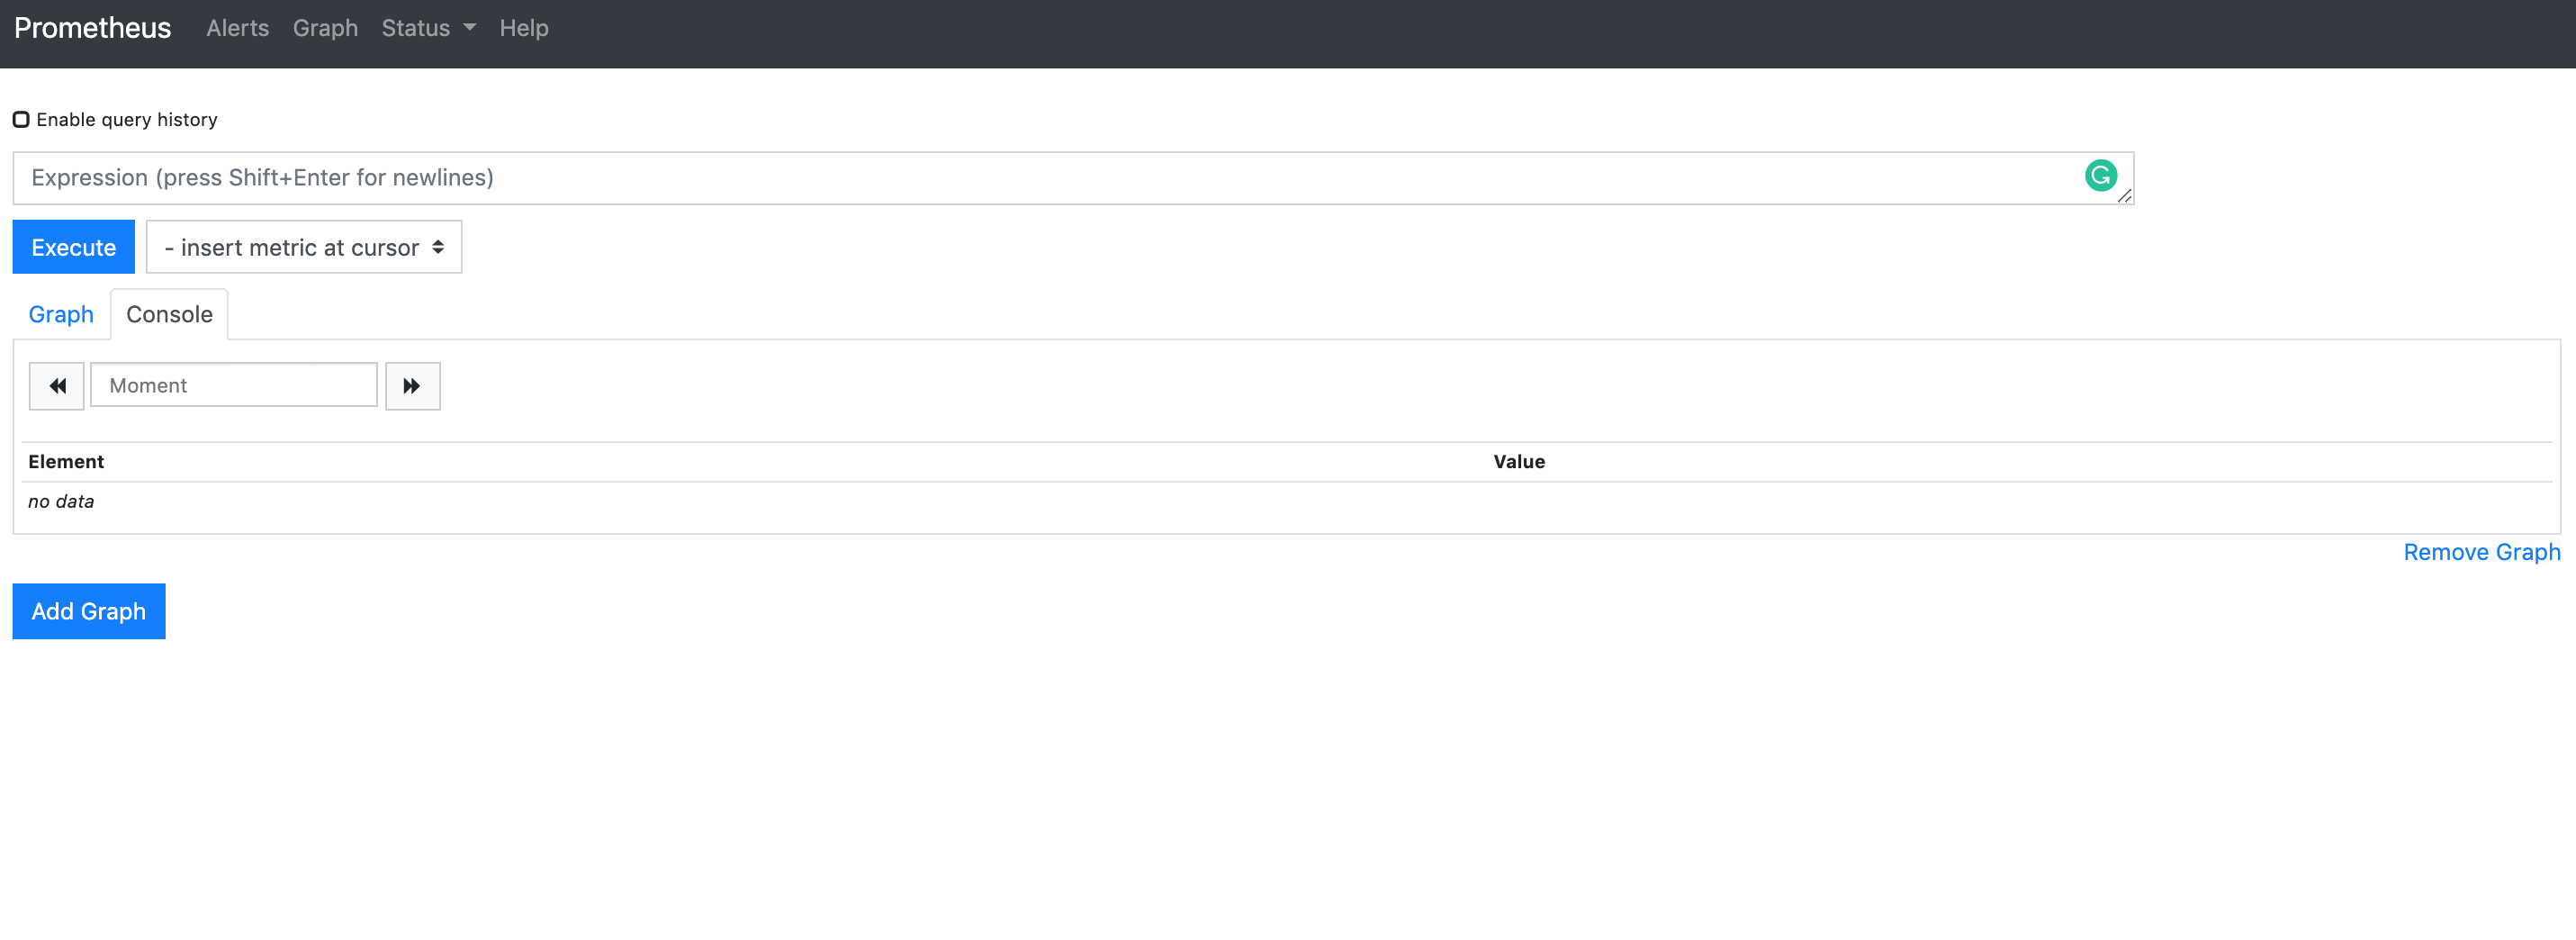 Prometheus Alerts Graph Status Help
Enable query history
Expression (press Shift+Enter for newlines)
Execute - insert metric at cursor
Graph Console
Moment
Element Value
no data
Remove Graph
Add Graph